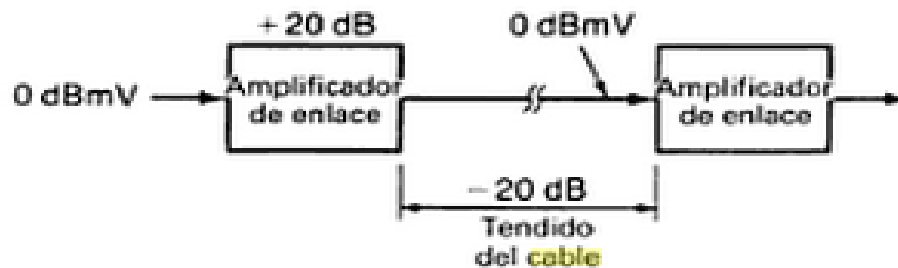 + 20 dB
0 dBmV
0 dBmV
Amplificador
de enlace
Amplificador
de enlace
− 20 dB
Tendido
del cable